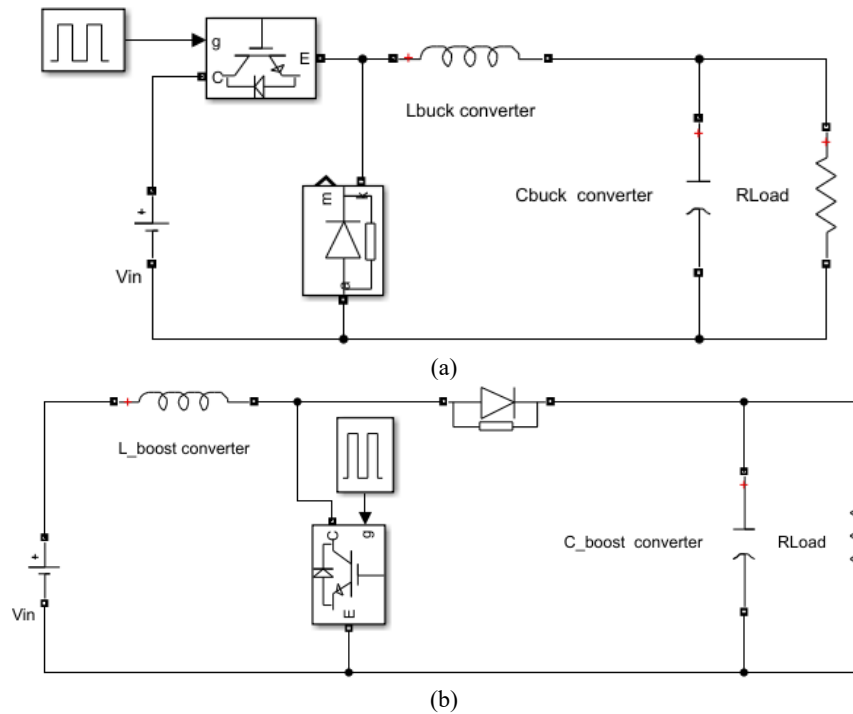 g
C
E
Lbuck converter
m
k
Cbuck converter
RLoad
+
Vin
a
(a)
L_boost converter
C
g
C_boost converter
RLoad
+
Vin
E
(b)